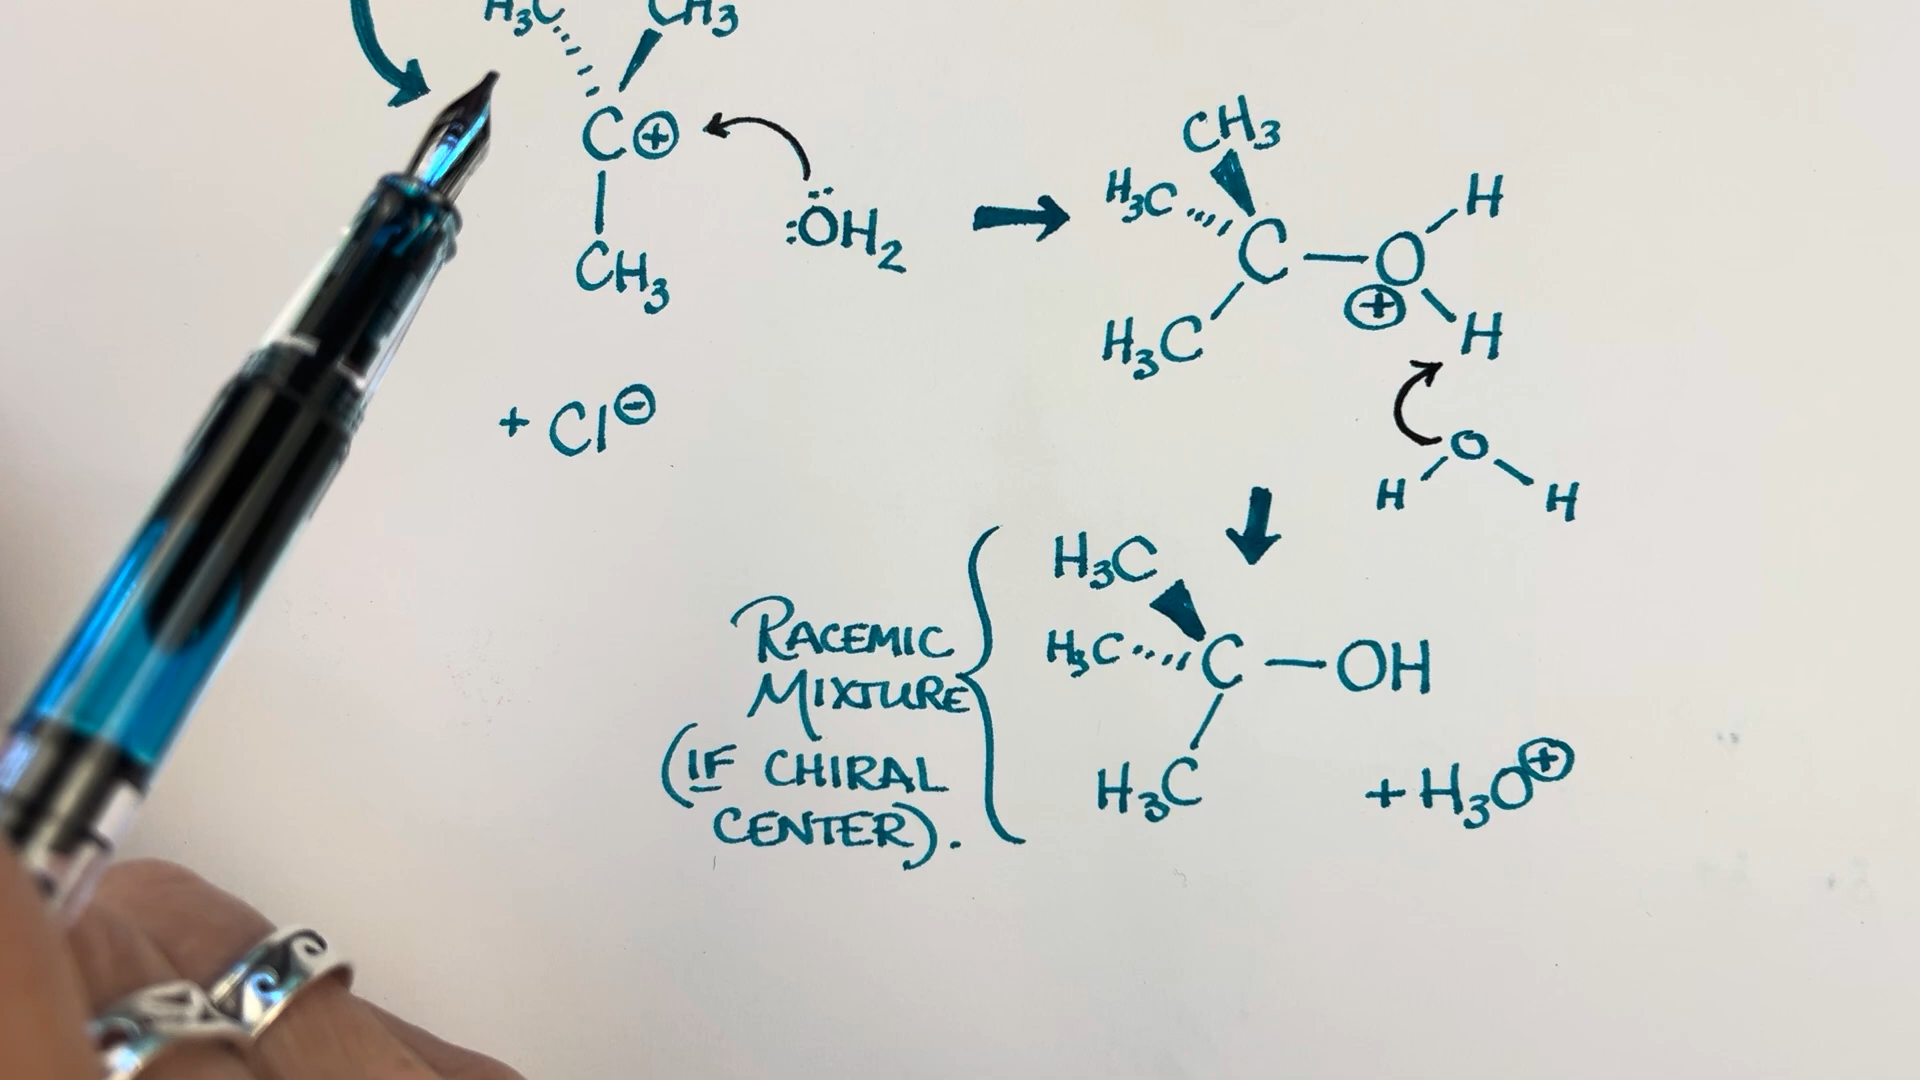 H₃C CH₃
C⊕
:ÖH₂
CH₃
+ Cl⊖
CH₃
H₃C
C—O
H
⊕
H
H₃C
O
H H
RACEMIC
MIXTURE
(IF CHIRAL
CENTER).
H₃C
H₃C C—OH
H₃C
+ H₃O⊕